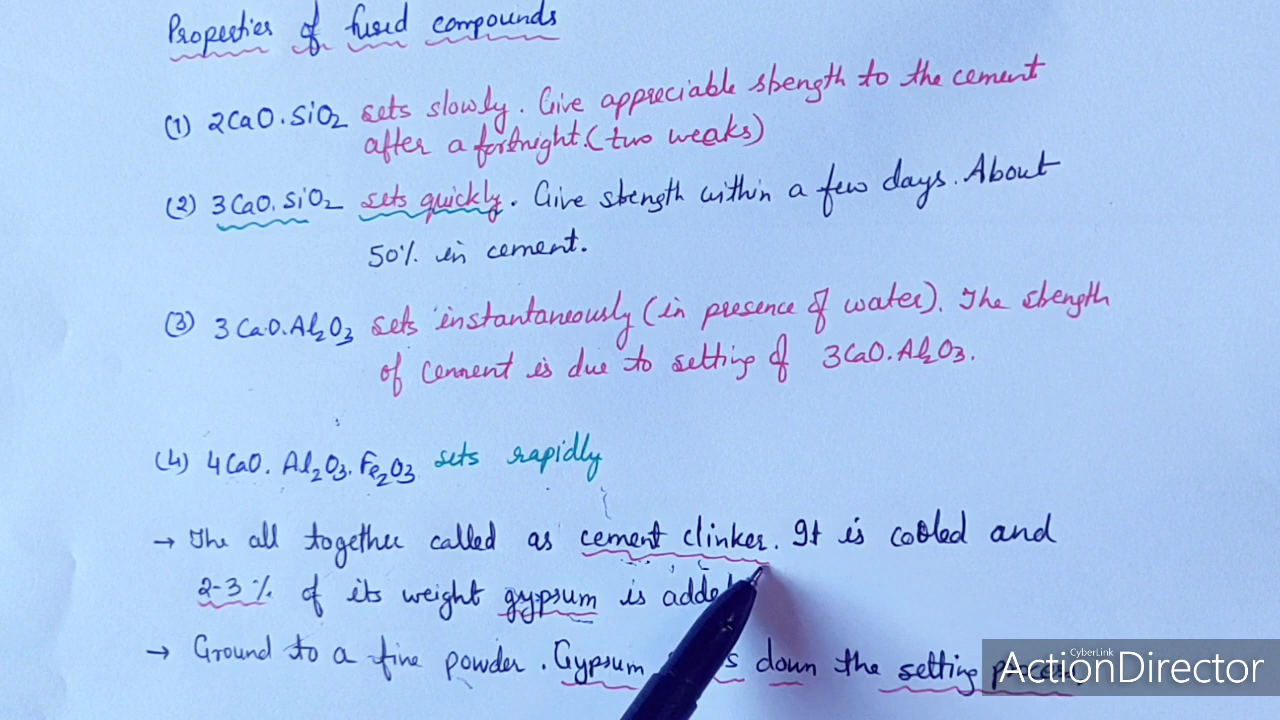 Properties of fused compounds
(1) 2CaO.SiO2 sets slowly. Give appreciable strength to the cement
after a fortnight.(two weaks)
(2) 3CaO.SiO2 sets quickly. Give strength within a few days. About
50% in cement.
(3) 3CaO.Al2O3 sets instantaneously (in presence of water). The strength
of cement is due to setting of 3CaO.Al2O3.
(4) 4CaO.Al2O3.Fe2O3 sets rapidly
→ The all together called as cement clinker. It is cooled and
2-3% of its weight gypsum is added
→ Ground to a fine powder. Gypsum down the setting process
CyberLink
ActionDirector